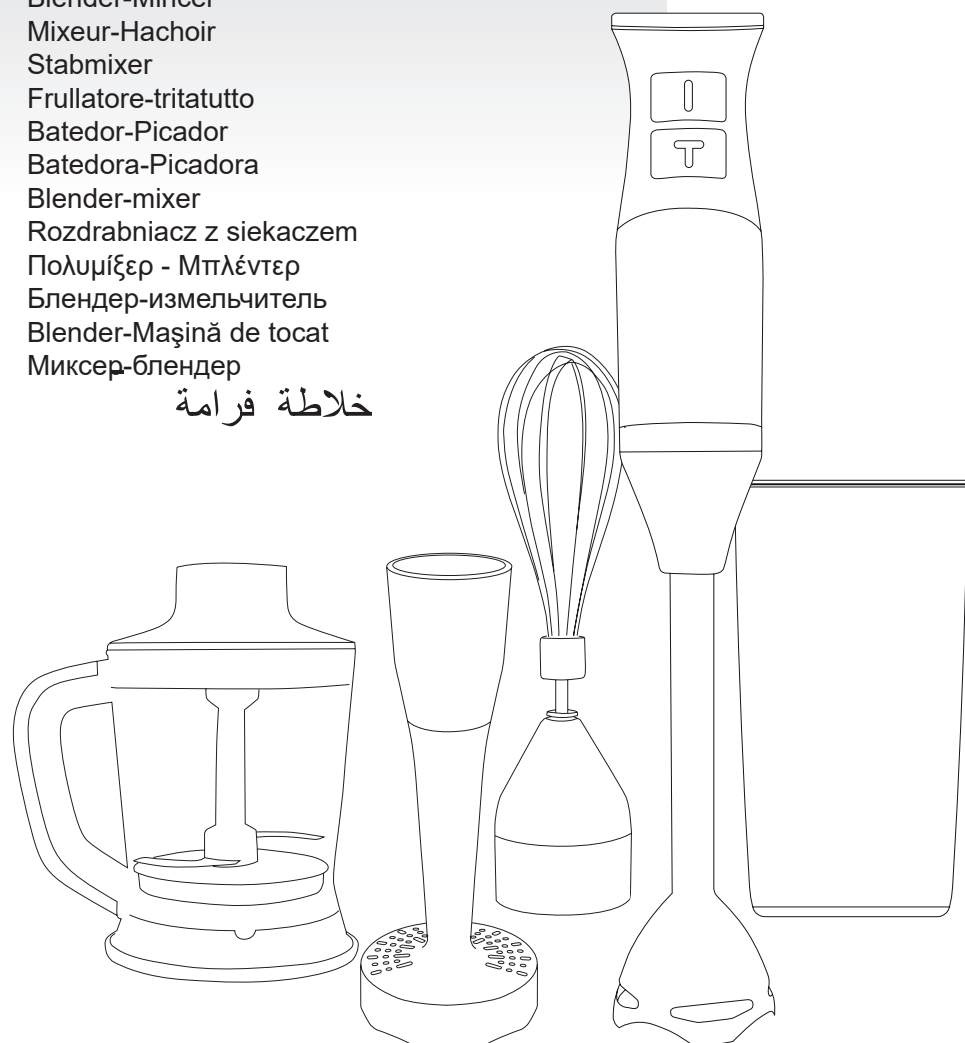 Blender-Mincer
Mixeur-Hachoir
Stabmixer
Frullatore-tritatutto
Batedor-Picador
Batedora-Picadora
Blender-mixer
Rozdrabniacz z siekaczem
Πολυμίξερ - Μπλέντερ
Блендер-измельчитель
Blender-Maşină de tocat
Миксер-блендер
خلاطة فرامة
I
T